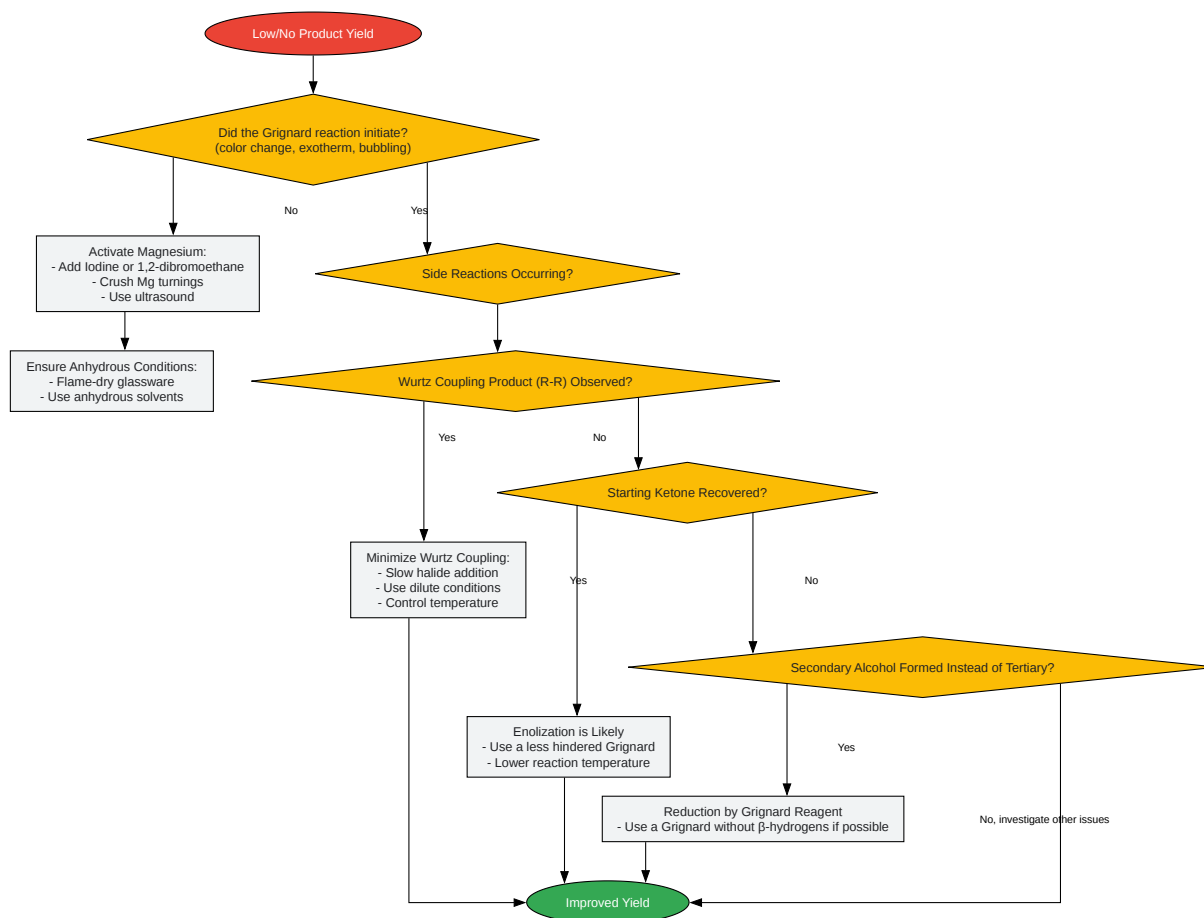 Low/No Product Yield
Did the Grignard reaction initiate?
(color change, exotherm, bubbling)
No
Yes
Activate Magnesium:
- Add Iodine or 1,2-dibromoethane
- Crush Mg turnings
- Use ultrasound
Side Reactions Occurring?
Ensure Anhydrous Conditions:
- Flame-dry glassware
- Use anhydrous solvents
Wurtz Coupling Product (R-R) Observed?
Yes
No
Starting Ketone Recovered?
Minimize Wurtz Coupling:
- Slow halide addition
- Use dilute conditions
- Control temperature
Yes
No
Secondary Alcohol Formed Instead of Tertiary?
Enolization is Likely
- Use a less hindered Grignard
- Lower reaction temperature
Yes
Reduction by Grignard Reagent
- Use a Grignard without β-hydrogens if possible
No, investigate other issues
Improved Yield